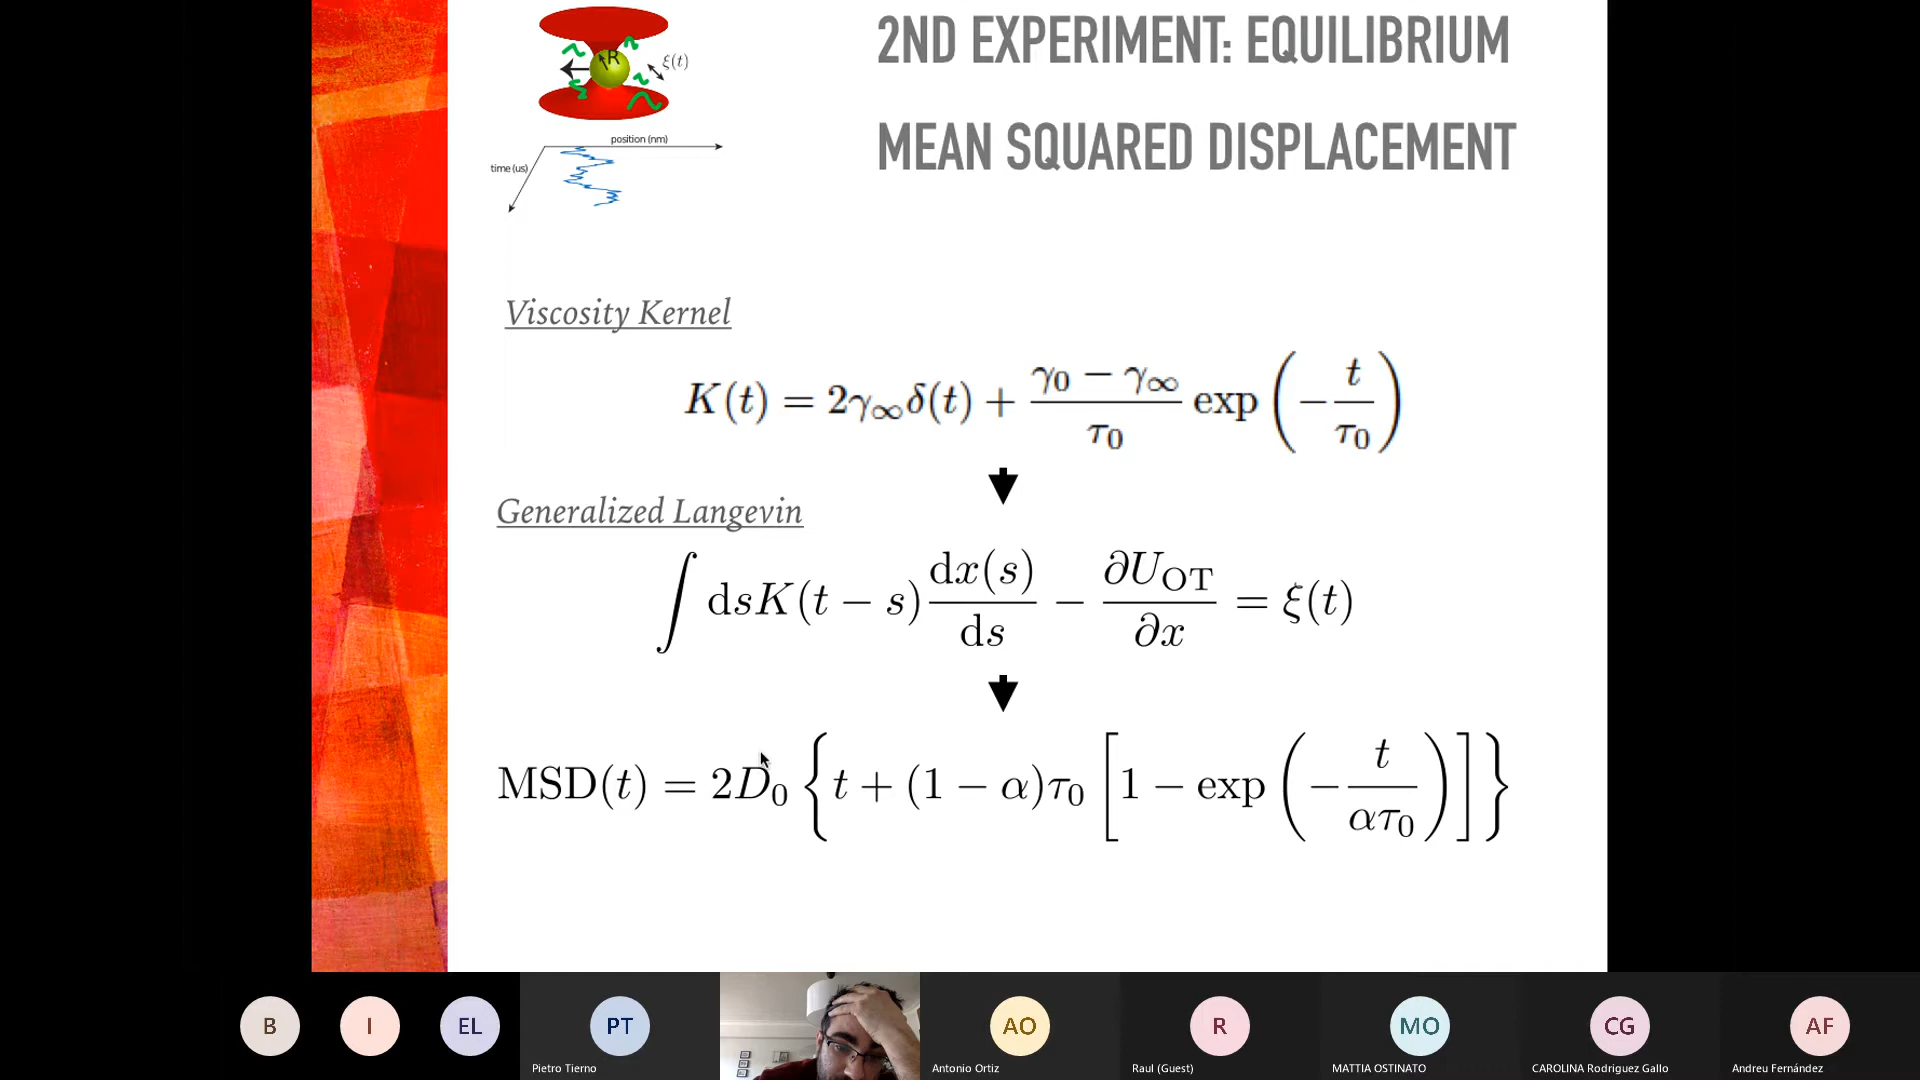 2ND EXPERIMENT: EQUILIBRIUM
MEAN SQUARED DISPLACEMENT
R
ξ(t)
position (nm)
time (us)
Viscosity Kernel
K(t) = 2γ∞δ(t) + (γ0 − γ∞)/τ0 exp(−t/τ0)
Generalized Langevin
∫ dsK(t − s) dx(s)/ds − ∂U_OT/∂x = ξ(t)
MSD(t) = 2D0 {t + (1 − α)τ0 [1 − exp(−t/ατ0)]}
B
I
EL
PT
AO
R
MO
CG
AF
Pietro Tierno
Antonio Ortiz
Raul (Guest)
MATTIA OSTINATO
CAROLINA Rodriguez Gallo
Andreu Fernández